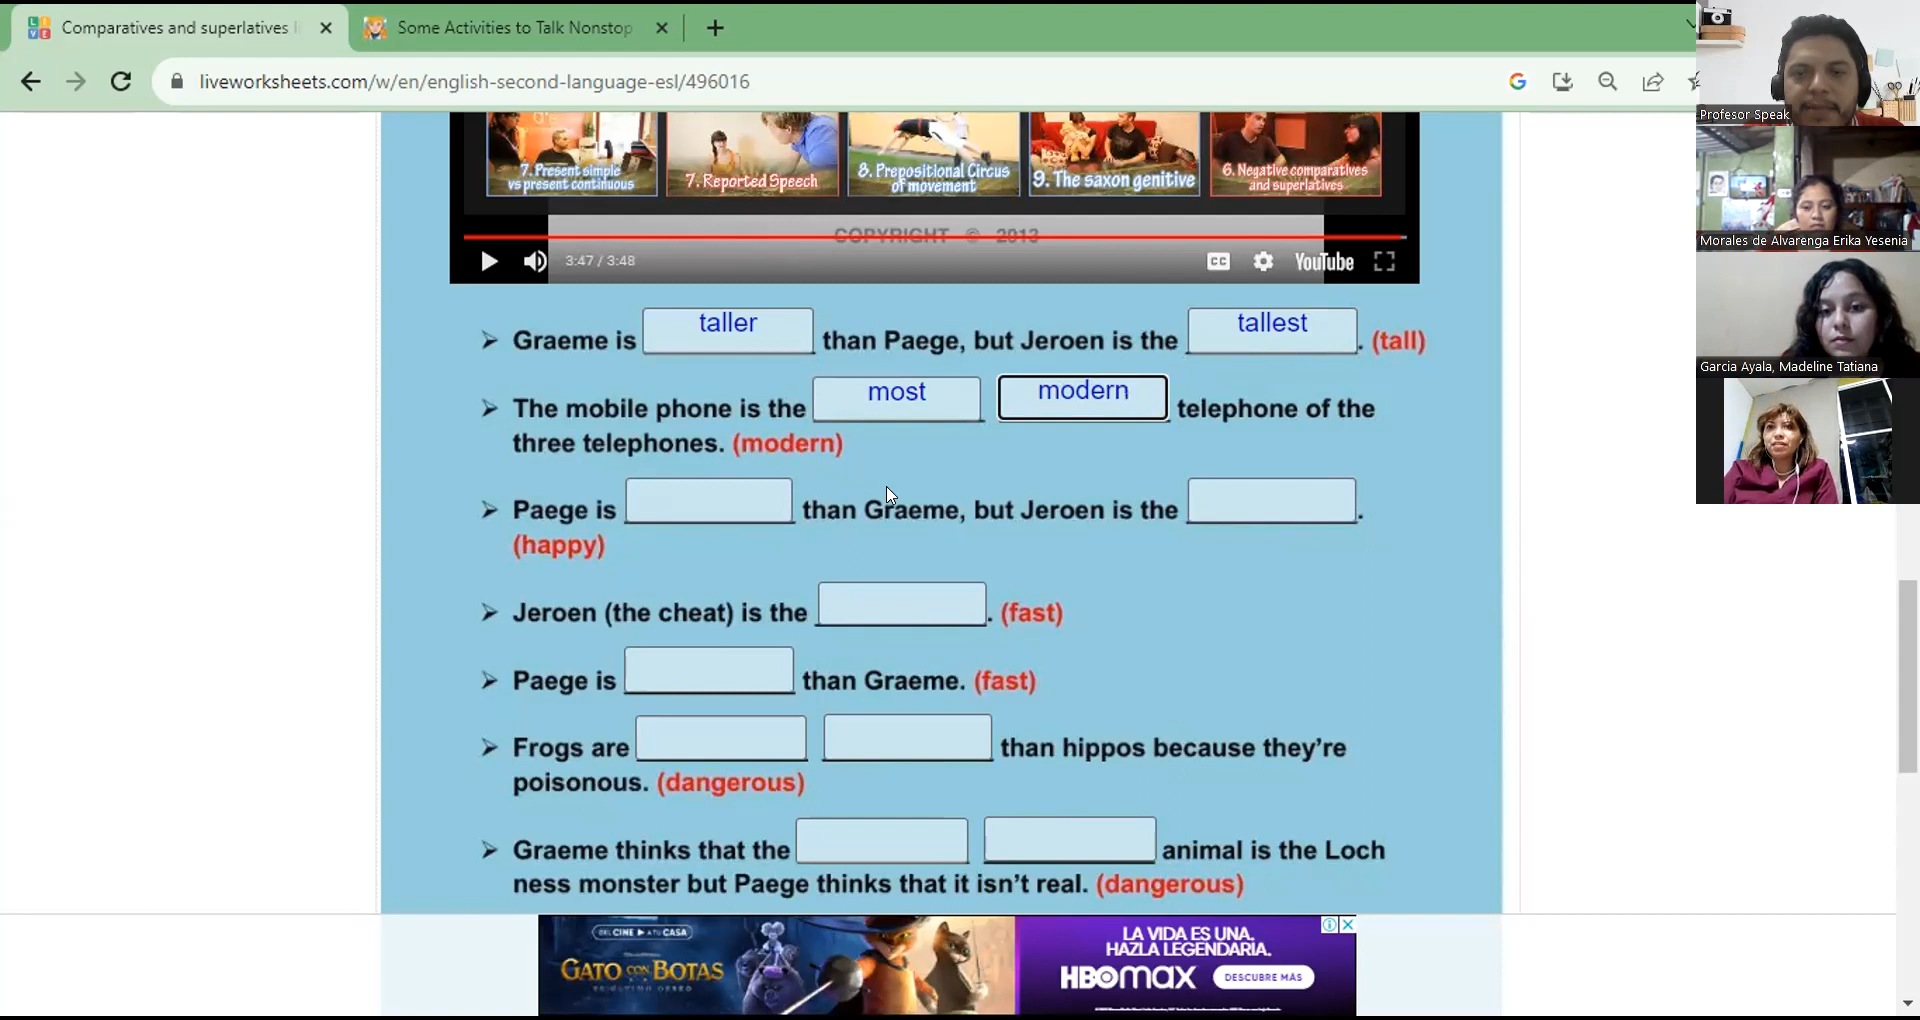 Comparatives and superlatives
Some Activities to Talk Nonstop
liveworksheets.com/w/en/english-second-language-esl/496016
7. Present simple
vs present continuous
7. Reported Speech
8. Prepositional Circus
of movement
9. The saxon genitive
6. Negative comparatives
and superlatives
COPYRIGHT © 2013
3:47 / 3:48
CC
YouTube
Graeme is taller than Paege, but Jeroen is the tallest. (tall)
The mobile phone is the most modern telephone of the
three telephones. (modern)
Paege is than Graeme, but Jeroen is the .
(happy)
Jeroen (the cheat) is the . (fast)
Paege is than Graeme. (fast)
Frogs are than hippos because they're
poisonous. (dangerous)
Graeme thinks that the animal is the Loch
ness monster but Paege thinks that it isn't real. (dangerous)
DEL CINE A TU CASA
GATO CON BOTAS
LA VIDA ES UNA.
HAZLA LEGENDARIA.
HBOMAX
DESCUBRE MÁS
Profesor Speak
Morales de Alvarenga Erika Yesenia
Garcia Ayala, Madeline Tatiana